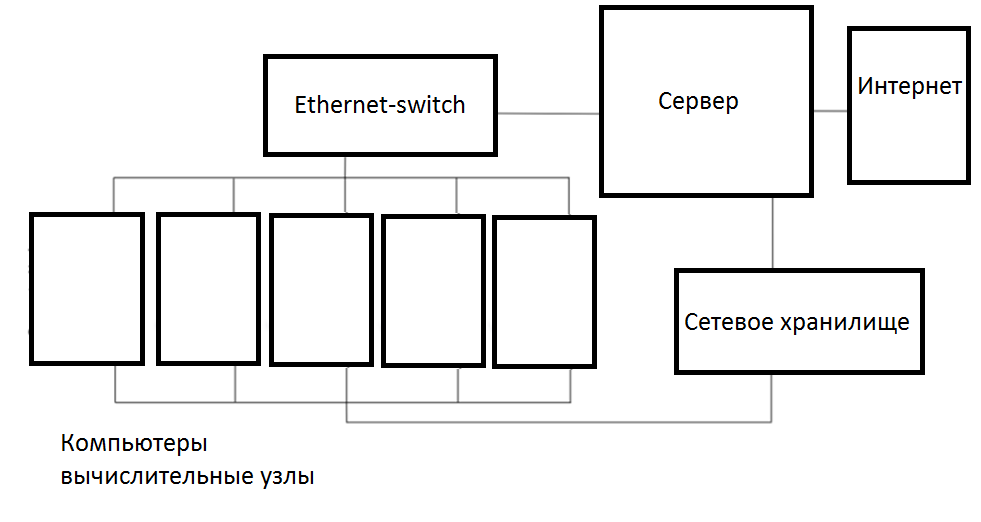 Ethernet-switch
Сервер
Интернет
Сетевое хранилище
Компьютеры
вычислительные узлы